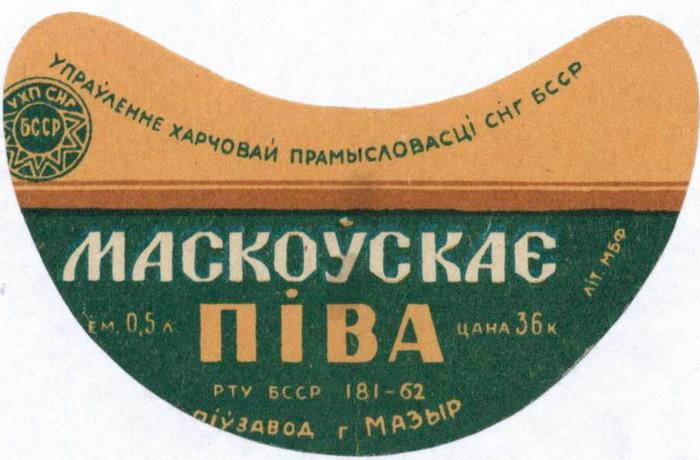 УПРАЎЛЕННЕ ХАРЧОВАЙ ПРАМЫСЛОВАСЦІ СНГ БССР
УХП СНГ
БССР
МАСКОЎСКАЕ
ПІВА
ЁМ. 0,5 л
ЦАНА 36 к
ЛІТ. МБФ
РТУ БССР 181-62
ПІЎЗАВОД г МАЗЫР